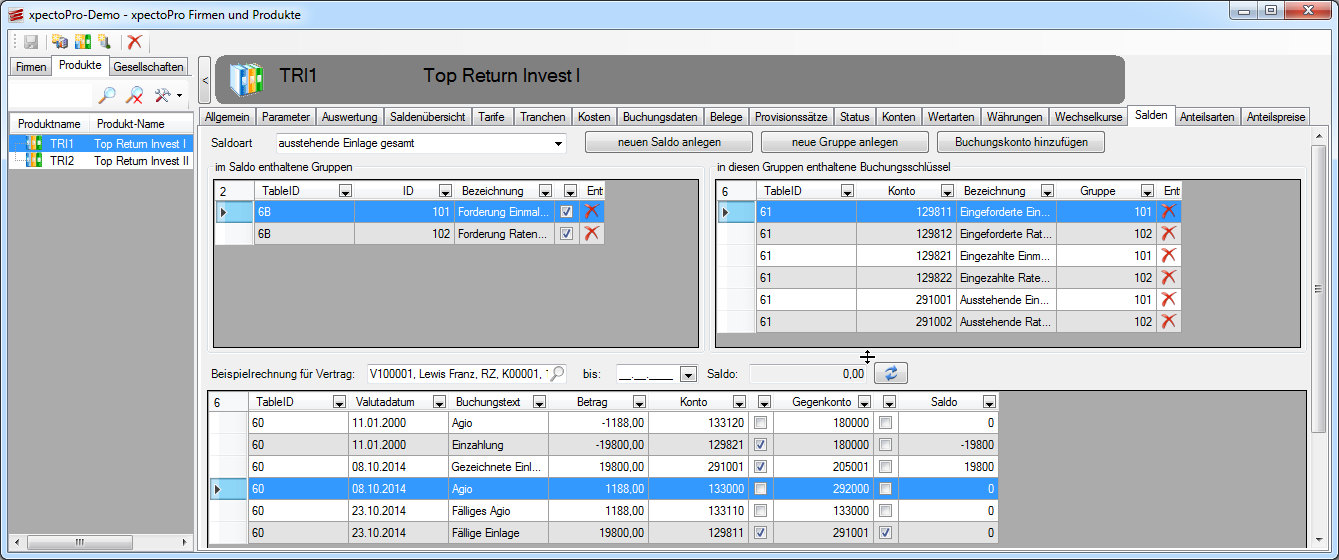 xpectoPro-Demo - xpectoPro Firmen und Produkte
Firmen Produkte Gesellschaften
Produktname Produkt-Name
TRI1 Top Return Invest I
TRI2 Top Return Invest II
< TRI1 Top Return Invest I
Allgemein Parameter Auswertung Saldenübersicht Tarife Tranchen Kosten Buchungsdaten Belege Provisionssätze Status Konten Wertarten Währungen Wechselkurse Salden Anteilsarten Anteilspreise
Saldoart ausstehende Einlage gesamt neuen Saldo anlegen neue Gruppe anlegen Buchungskonto hinzufügen
im Saldo enthaltene Gruppen
2 TableID ID Bezeichnung Ent
6B 101 Forderung Einmal...
6B 102 Forderung Raten...
in diesen Gruppen enthaltene Buchungsschlüssel
6 TableID Konto Bezeichnung Gruppe Ent
61 129811 Eingeforderte Ein... 101
61 129812 Eingeforderte Rat... 102
61 129821 Eingezahlte Einm... 101
61 129822 Eingezahlte Rate... 102
61 291001 Ausstehende Ein... 101
61 291002 Ausstehende Rat... 102
Beispielrechnung für Vertrag: V100001, Lewis Franz, RZ, K00001, bis: __.__.____ Saldo: 0,00
6 TableID Valutadatum Buchungstext Betrag Konto Gegenkonto Saldo
60 11.01.2000 Agio -1188,00 133120 180000 0
60 11.01.2000 Einzahlung -19800,00 129821 180000 -19800
60 08.10.2014 Gezeichnete Einl... 19800,00 291001 205001 19800
60 08.10.2014 Agio 1188,00 133000 292000 0
60 23.10.2014 Fälliges Agio 1188,00 133110 133000 0
60 23.10.2014 Fällige Einlage 19800,00 129811 291001 0